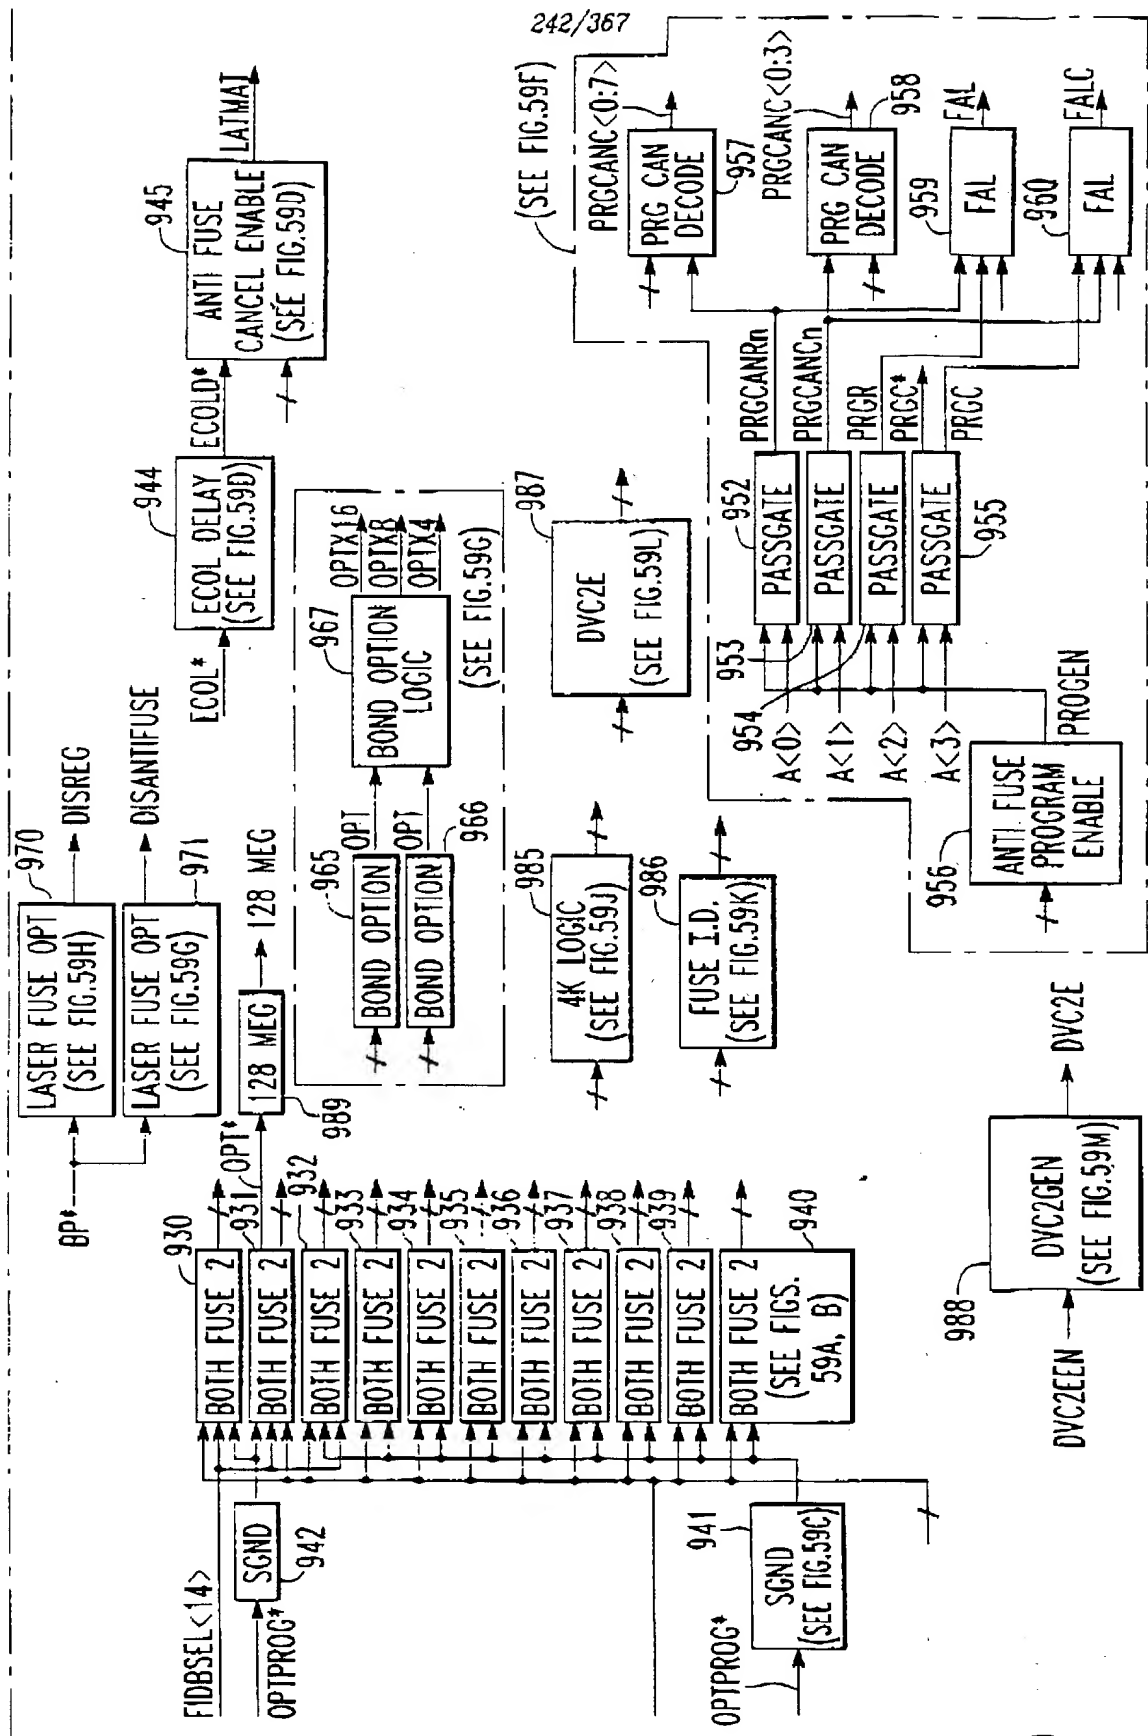 242/367
BP*
970
LASER FUSE OPT
(SEE FIG.59H)
DISREG
LASER FUSE OPT
(SEE FIG.59G)
971
DISANTIFUSE
ECOL*
944
ECOL DELAY
(SEE FIG.59D)
ECOLD*
945
ANTI FUSE
CANCEL ENABLE
(SEE FIG.59D)
LATMAT
FIDBSEL<14>
OPTPROG*
SGND
942
OPTPROG*
941
SGND
(SEE FIG.59C)
930
BOTH FUSE 2
931
BOTH FUSE 2
OPT*
932
BOTH FUSE 2
933
BOTH FUSE 2
934
BOTH FUSE 2
935
BOTH FUSE 2
936
BOTH FUSE 2
937
BOTH FUSE 2
938
BOTH FUSE 2
939
BOTH FUSE 2
BOTH FUSE 2
(SEE FIGS.
59A, B)
940
128 MEG
989
128 MEG
965
BOND OPTION
OPT
BOND OPTION
966
OPT
967
BOND OPTION
LOGIC
OPTX16
OPTX8
OPTX4
(SEE FIG.59G)
985
4K LOGIC
(SEE FIG.59J)
986
FUSE I.D.
(SEE FIG.59K)
987
DVC2E
(SEE FIG.59L)
DVC2EEN
988
DVC2GEN
(SEE FIG.59M)
DVC2E
956
ANTI FUSE
PROGRAM
ENABLE
PROGEN
A<0>
A<1>
A<2>
A<3>
952
PASSGATE
953
PASSGATE
954
PASSGATE
PASSGATE
955
PRGCANRn
PRGCANCn
PRGR
PRGC*
PRGC
(SEE FIG.59F)
PRGCANC<0:7>
PRG CAN
DECODE
957
PRGCANC<0:3>
PRG CAN
DECODE
958
959
FAL
FAL
960
FAL
FALC